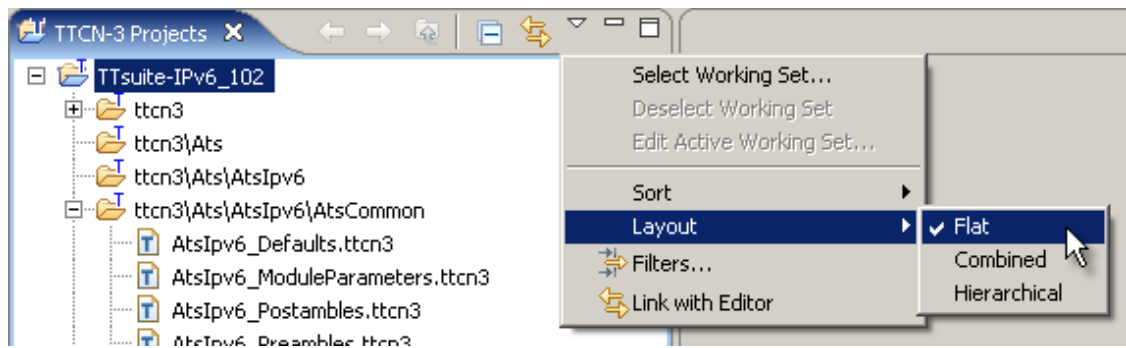 TTCN-3 Projects
TTsuite-IPv6_102
ttcn3
ttcn3\Ats
ttcn3\Ats\AtsIpv6
ttcn3\Ats\AtsIpv6\AtsCommon
AtsIpv6_Defaults.ttcn3
AtsIpv6_ModuleParameters.ttcn3
AtsIpv6_Postambles.ttcn3
AtsIpv6_Preambles.ttcn3
Select Working Set...
Deselect Working Set
Edit Active Working Set...
Sort
Layout
Filters...
Link with Editor
Flat
Combined
Hierarchical